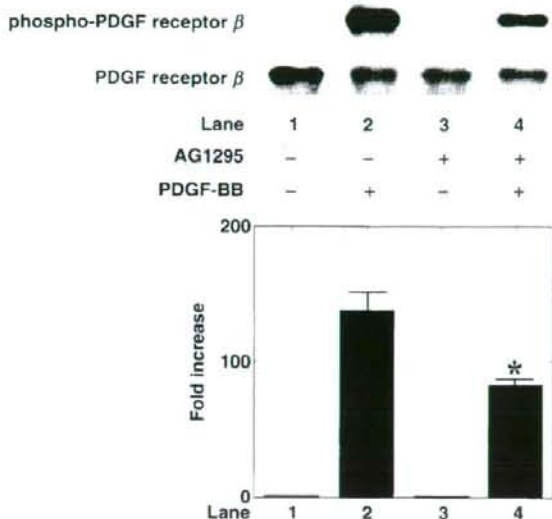 phospho-PDGF receptor β
PDGF receptor β
Lane 1 2 3 4
AG1295 – – + +
PDGF-BB – + – +
200
100
0
Fold increase
*
Lane 1 2 3 4